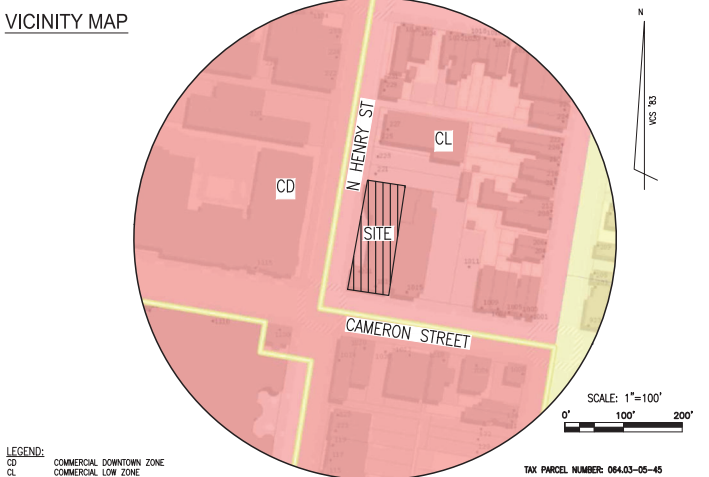 VICINITY MAP
N
VCS '83
N HENRY ST
CL
CD
SITE
CAMERON STREET
SCALE: 1"=100'
0' 100' 200'
LEGEND:
CD COMMERCIAL DOWNTOWN ZONE
CL COMMERCIAL LOW ZONE
TAX PARCEL NUMBER: 064.03-05-45